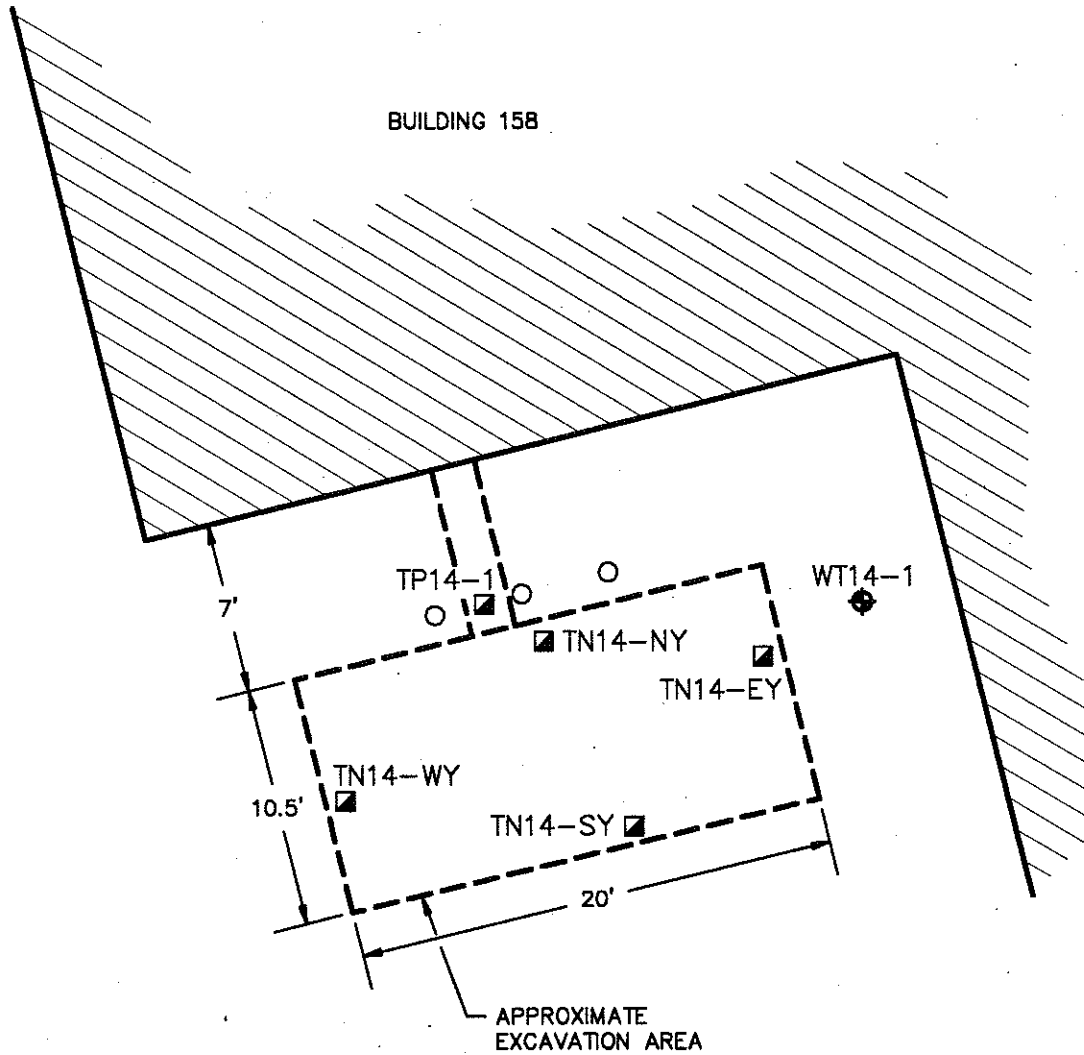 BUILDING 158
TP14-1
WT14-1
7'
TN14-NY
TN14-EY
TN14-WY
10.5'
TN14-SY
20'
APPROXIMATE
EXCAVATION AREA